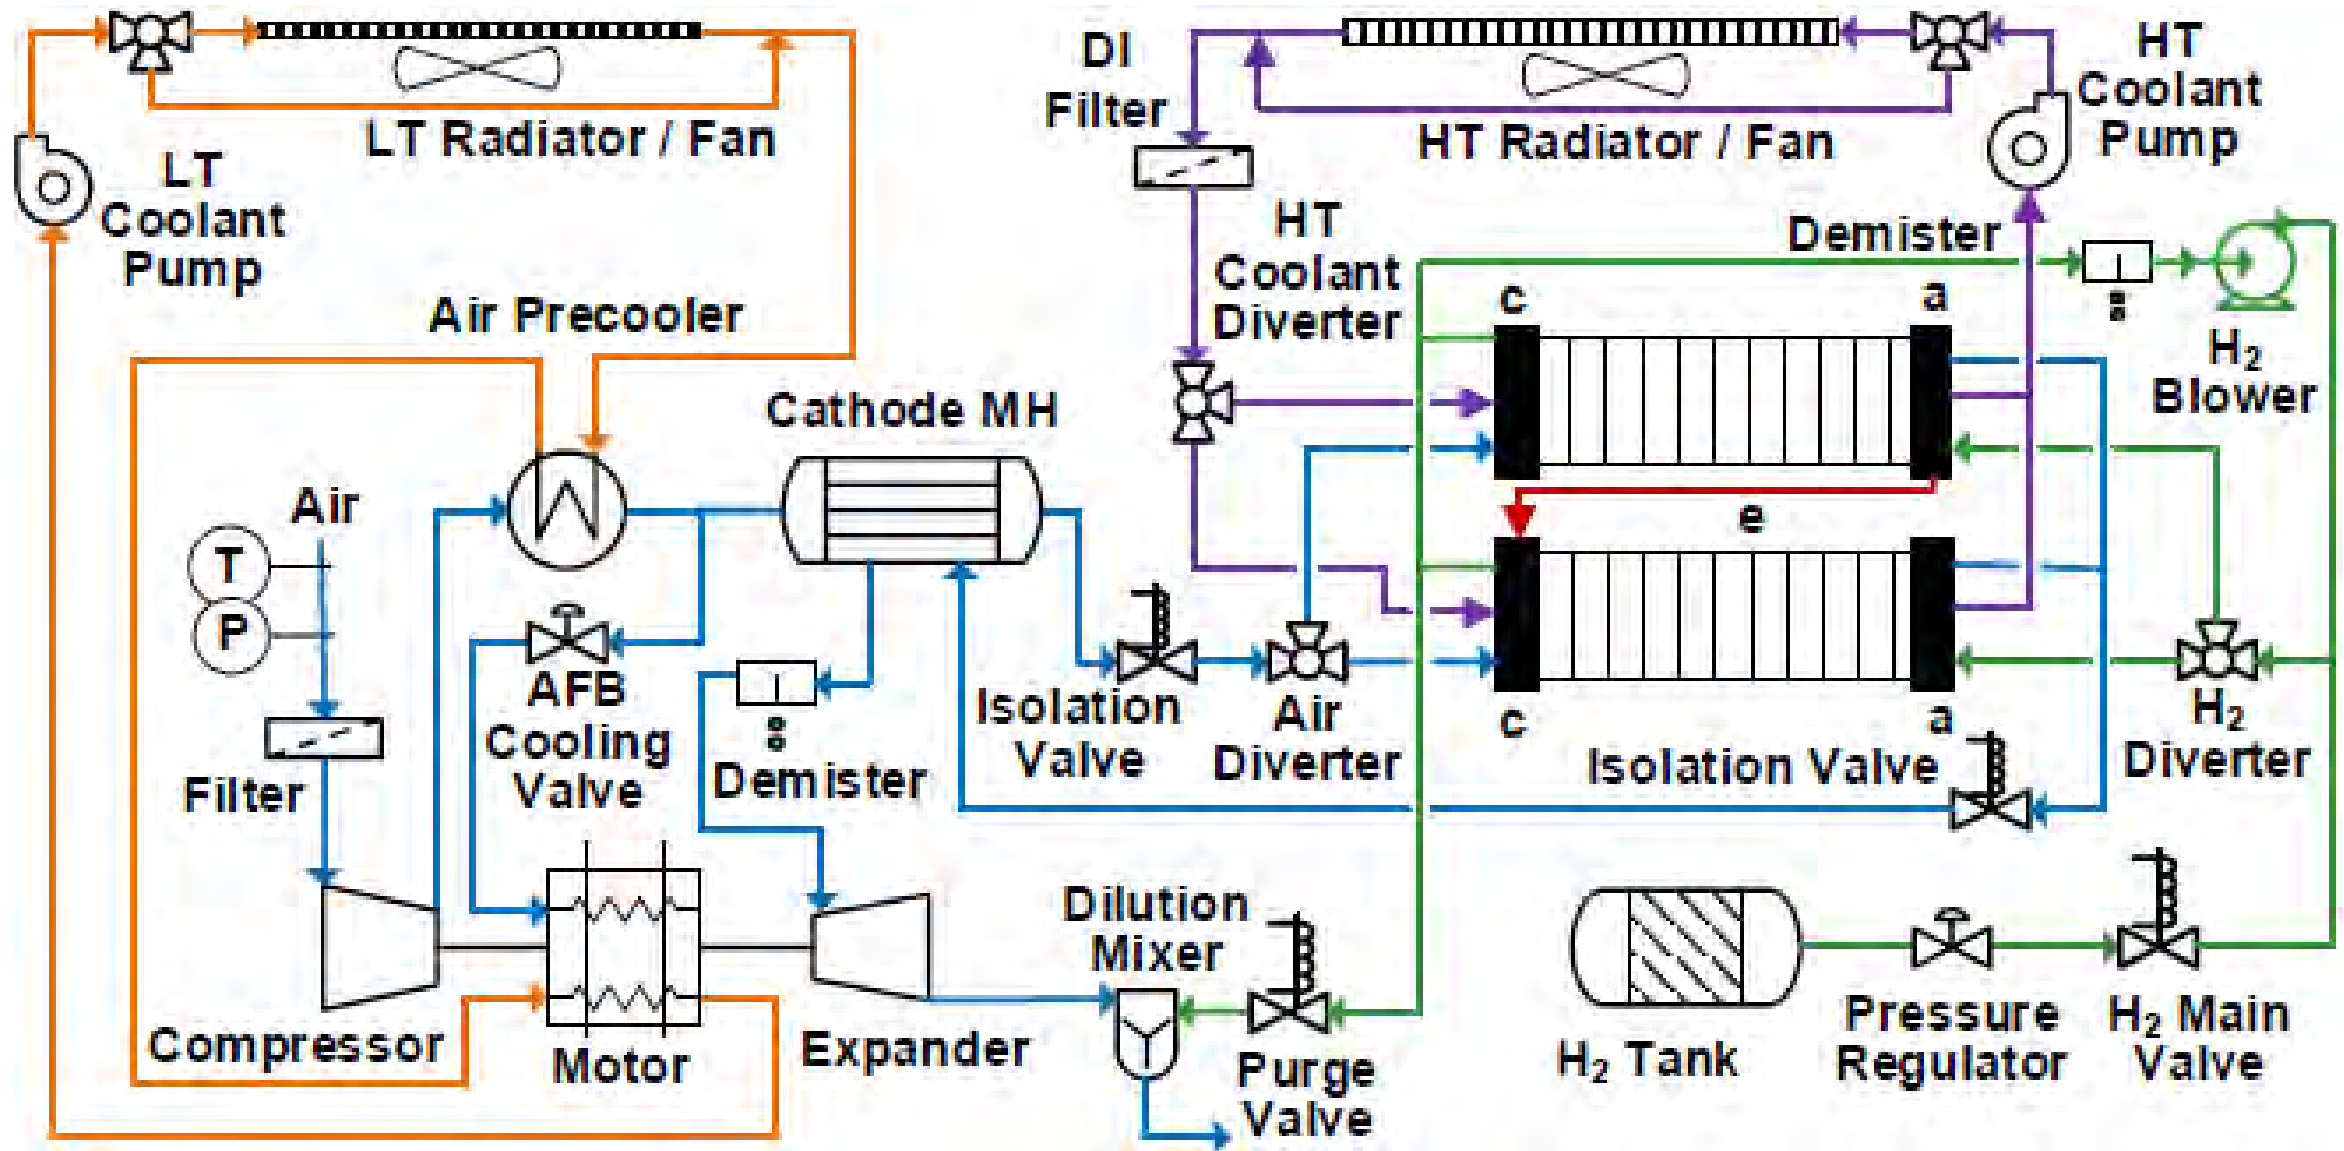 DI
Filter
HT
Coolant
Pump
LT Radiator / Fan
HT Radiator / Fan
LT
Coolant
Pump
HT
Coolant
Diverter
Demister
Air Precooler
c
a
H2
Blower
Cathode MH
Air
T
P
e
AFB
Cooling
Valve
Isolation
Valve
Air
Diverter
c
a
H2
Diverter
Filter
Demister
Isolation Valve
Dilution
Mixer
Compressor
Motor
Expander
Purge
Valve
H2 Tank
Pressure
Regulator
H2 Main
Valve